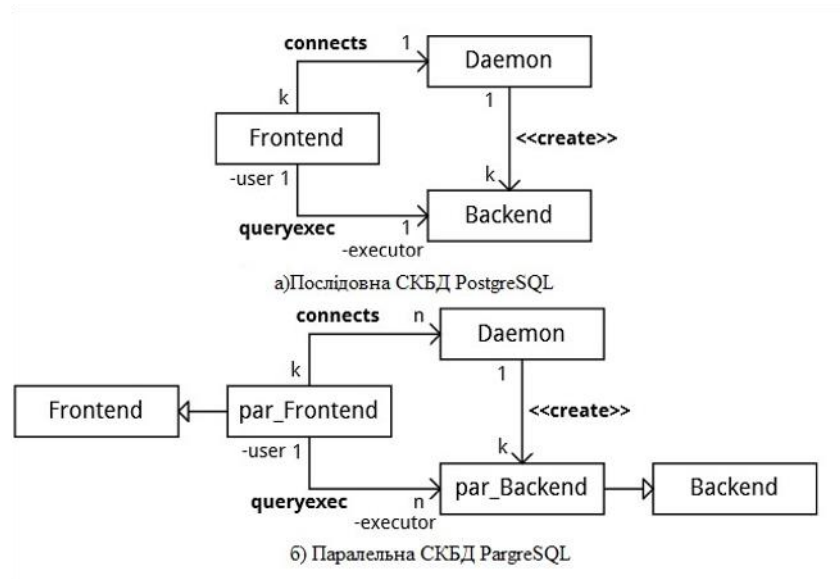 connects 1
Daemon
k
1
Frontend
<<create>>
-user 1
k
Backend
queryexec 1
-executor
а)Послідовна СКБД PostgreSQL
connects n
Daemon
k
1
Frontend
par_Frontend
<<create>>
-user 1
k
par_Backend
Backend
queryexec n
-executor
б) Паралельна СКБД PargreSQL